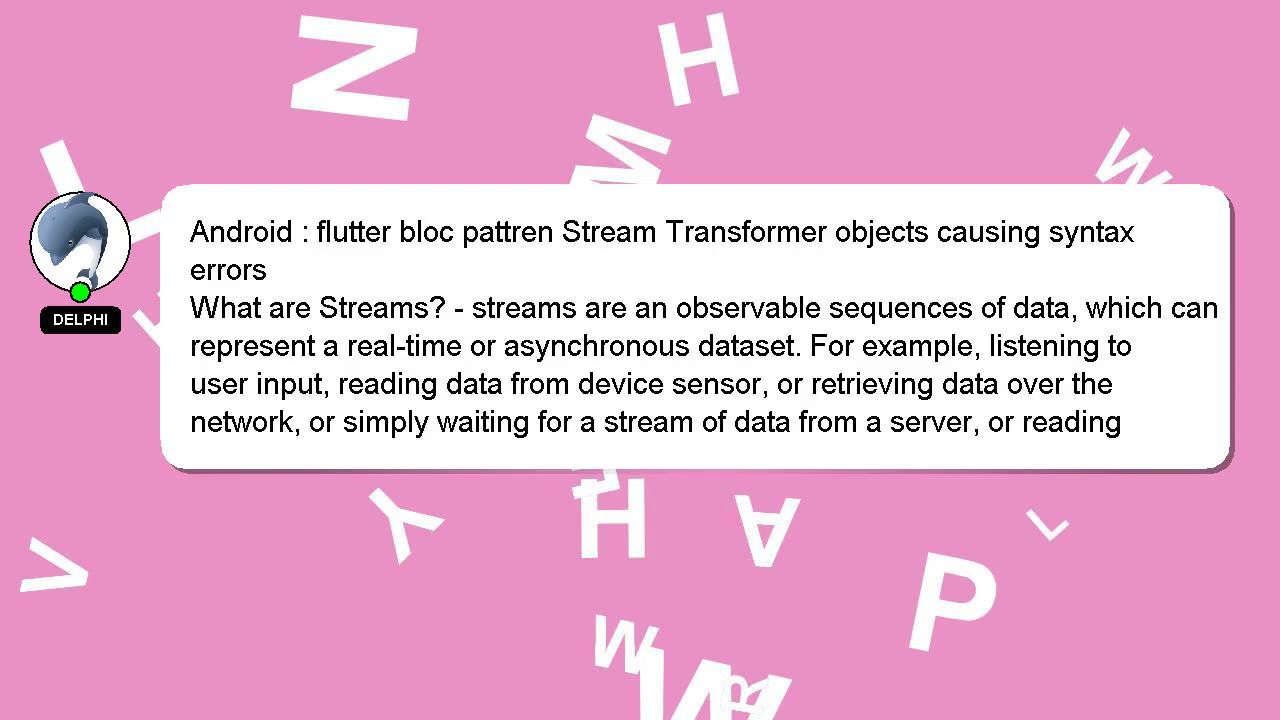 N
H
M
W
DELPHI
Android : flutter bloc pattren Stream Transformer objects causing syntax
errors
What are Streams? - streams are an observable sequences of data, which can
represent a real-time or asynchronous dataset. For example, listening to
user input, reading data from device sensor, or retrieving data over the
network, or simply waiting for a stream of data from a server, or reading
Y
H
A
L
V
P
W
W
R